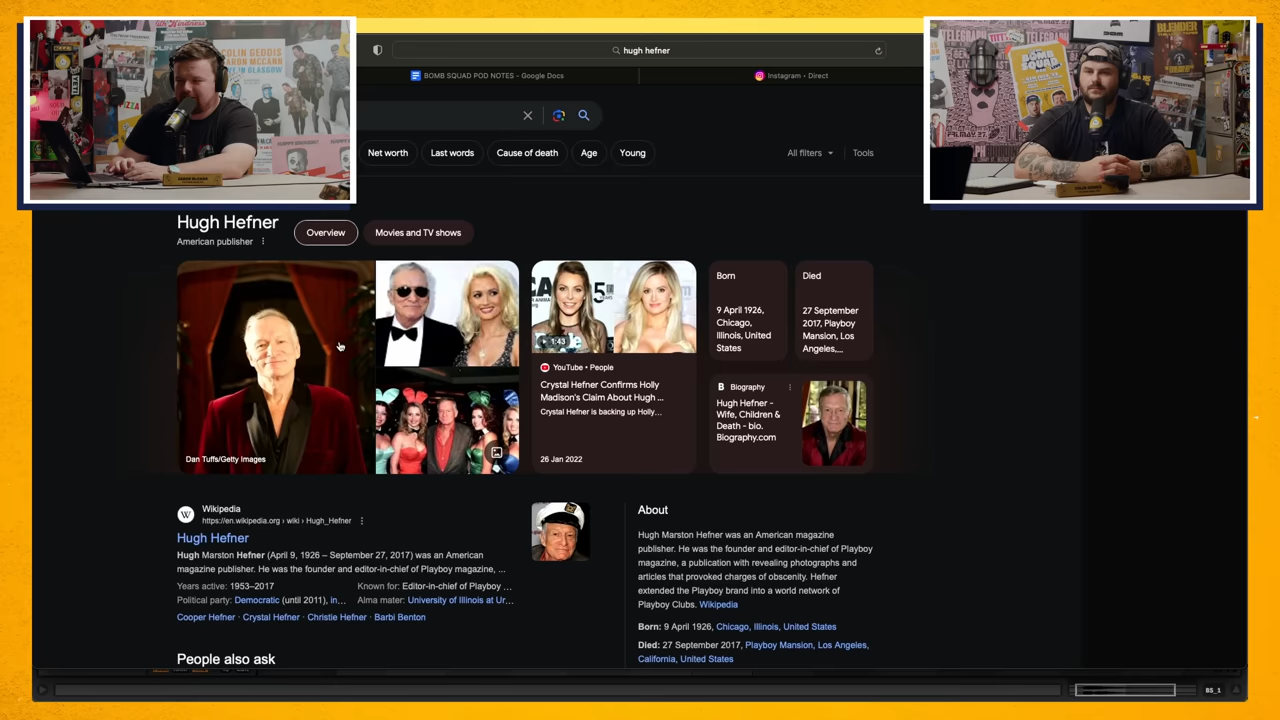 hugh hefner
BOMB SQUAD POD NOTES - Google Docs
Instagram • Direct
Net worth
Last words
Cause of death
Age
Young
All filters
Tools
Hugh Hefner
American publisher
Overview
Movies and TV shows
Dan Tuffs/Getty Images
1:43
YouTube • People
Crystal Hefner Confirms Holly
Madison's Claim About Hugh ...
Crystal Hefner is backing up Holly...
26 Jan 2022
Born
9 April 1926,
Chicago,
Illinois, United
States
Died
27 September
2017, Playboy
Mansion, Los
Angeles,...
B Biography
Hugh Hefner -
Wife, Children &
Death - bio.
Biography.com
W Wikipedia
https://en.wikipedia.org › wiki › Hugh_Hefner
Hugh Hefner
Hugh Marston Hefner (April 9, 1926 – September 27, 2017) was an American
magazine publisher. He was the founder and editor-in-chief of Playboy magazine, ...
Years active: 1953–2017 Known for: Editor-in-chief of Playboy ...
Political party: Democratic (until 2011), in... Alma mater: University of Illinois at Ur...
Cooper Hefner · Crystal Hefner · Christie Hefner · Barbi Benton
People also ask
About
Hugh Marston Hefner was an American magazine
publisher. He was the founder and editor-in-chief of Playboy
magazine, a publication with revealing photographs and
articles that provoked charges of obscenity. Hefner
extended the Playboy brand into a world network of
Playboy Clubs. Wikipedia
Born: 9 April 1926, Chicago, Illinois, United States
Died: 27 September 2017, Playboy Mansion, Los Angeles,
California, United States
BS_1